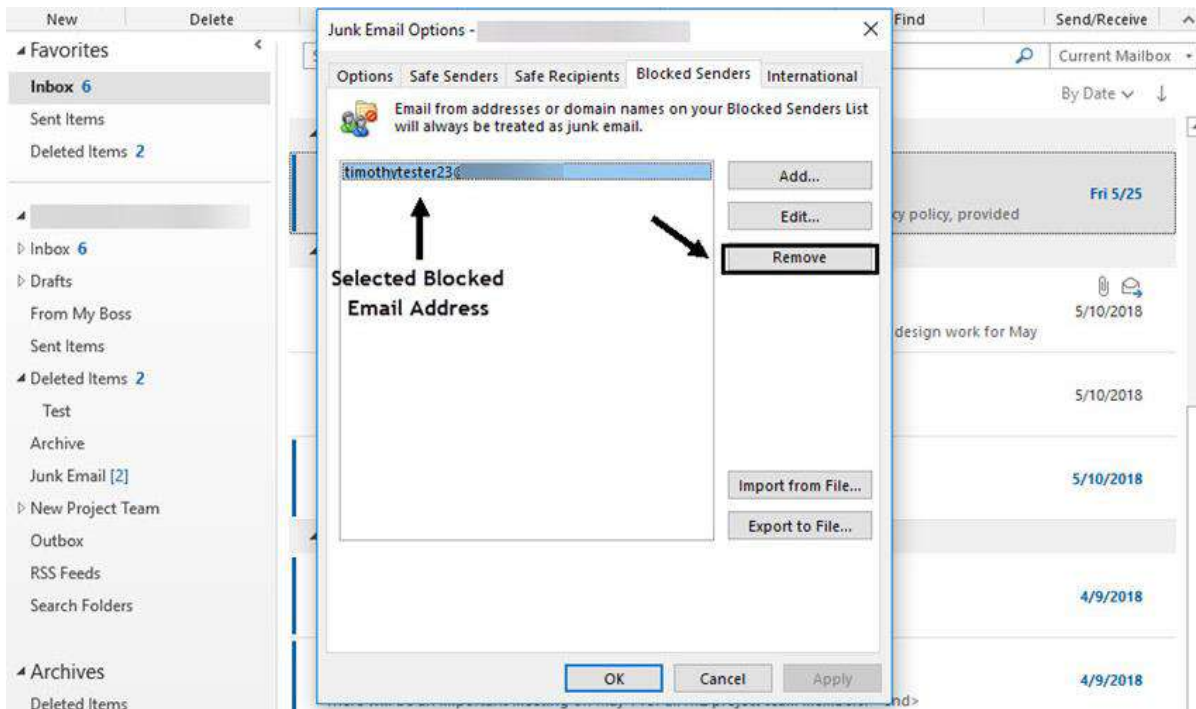 New
Delete
Find
Send/Receive
Favorites
Inbox 6
Sent Items
Deleted Items 2
Inbox 6
Drafts
From My Boss
Sent Items
Deleted Items 2
Test
Archive
Junk Email [2]
New Project Team
Outbox
RSS Feeds
Search Folders
Archives
Deleted Items
Junk Email Options -
Options
Safe Senders
Safe Recipients
Blocked Senders
International
Email from addresses or domain names on your Blocked Senders List
will always be treated as junk email.
timothytester23@
Add...
Edit...
Remove
Selected Blocked
Email Address
Import from File...
Export to File...
OK
Cancel
Apply
Current Mailbox
By Date
Fri 5/25
cy policy, provided
5/10/2018
design work for May
5/10/2018
5/10/2018
4/9/2018
4/9/2018